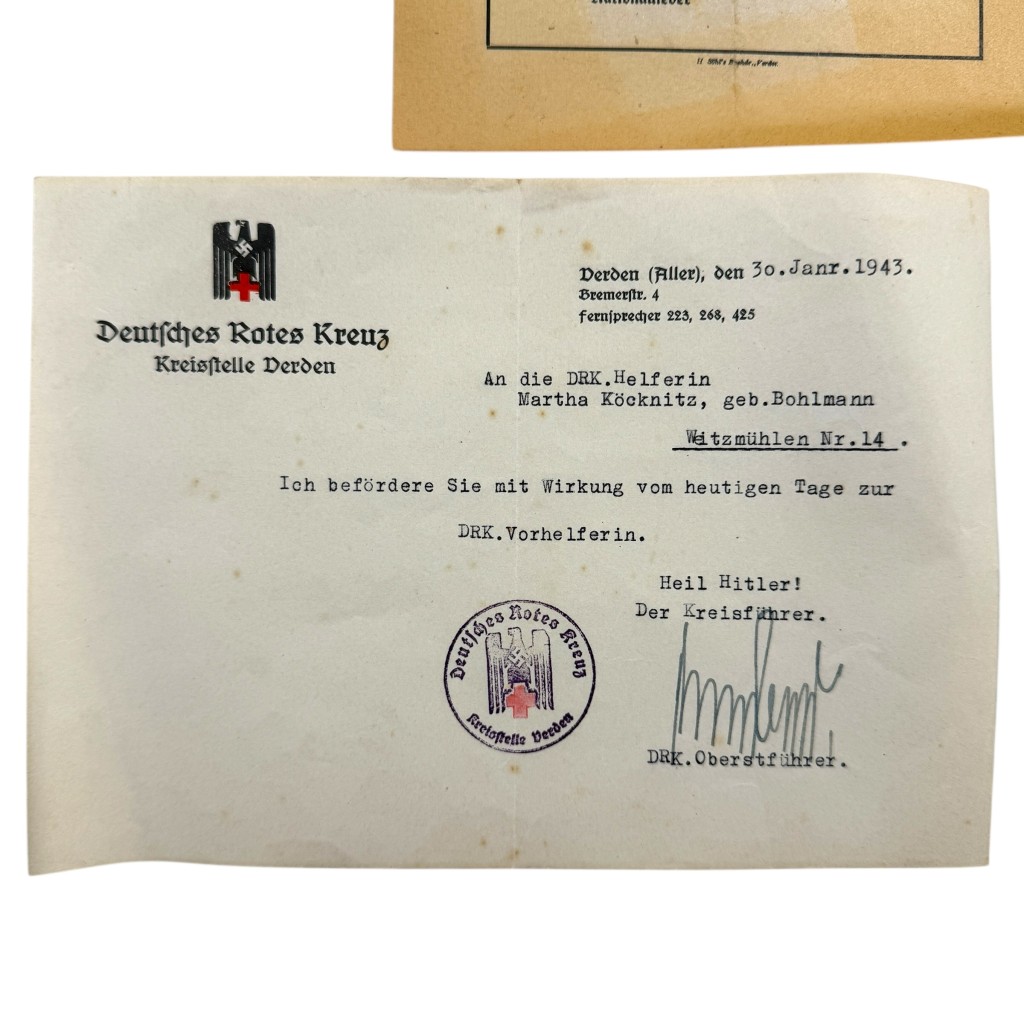 Nationallieder
Deutsches Rotes Kreuz
Kreisstelle Verden
Verden (Aller), den 30.Janr.1943.
Bremerstr. 4
Fernsprecher 223, 268, 425
An die DRK.Helferin
Martha Köcknitz, geb.Bohlmann
Weitzmühlen Nr.14 .
Ich befördere Sie mit Wirkung vom heutigen Tage zur
DRK.Vorhelferin.
Heil Hitler!
Der Kreisführer.
Deutsches Rotes Kreuz
Kreisstelle Verden
DRK.Oberstführer.